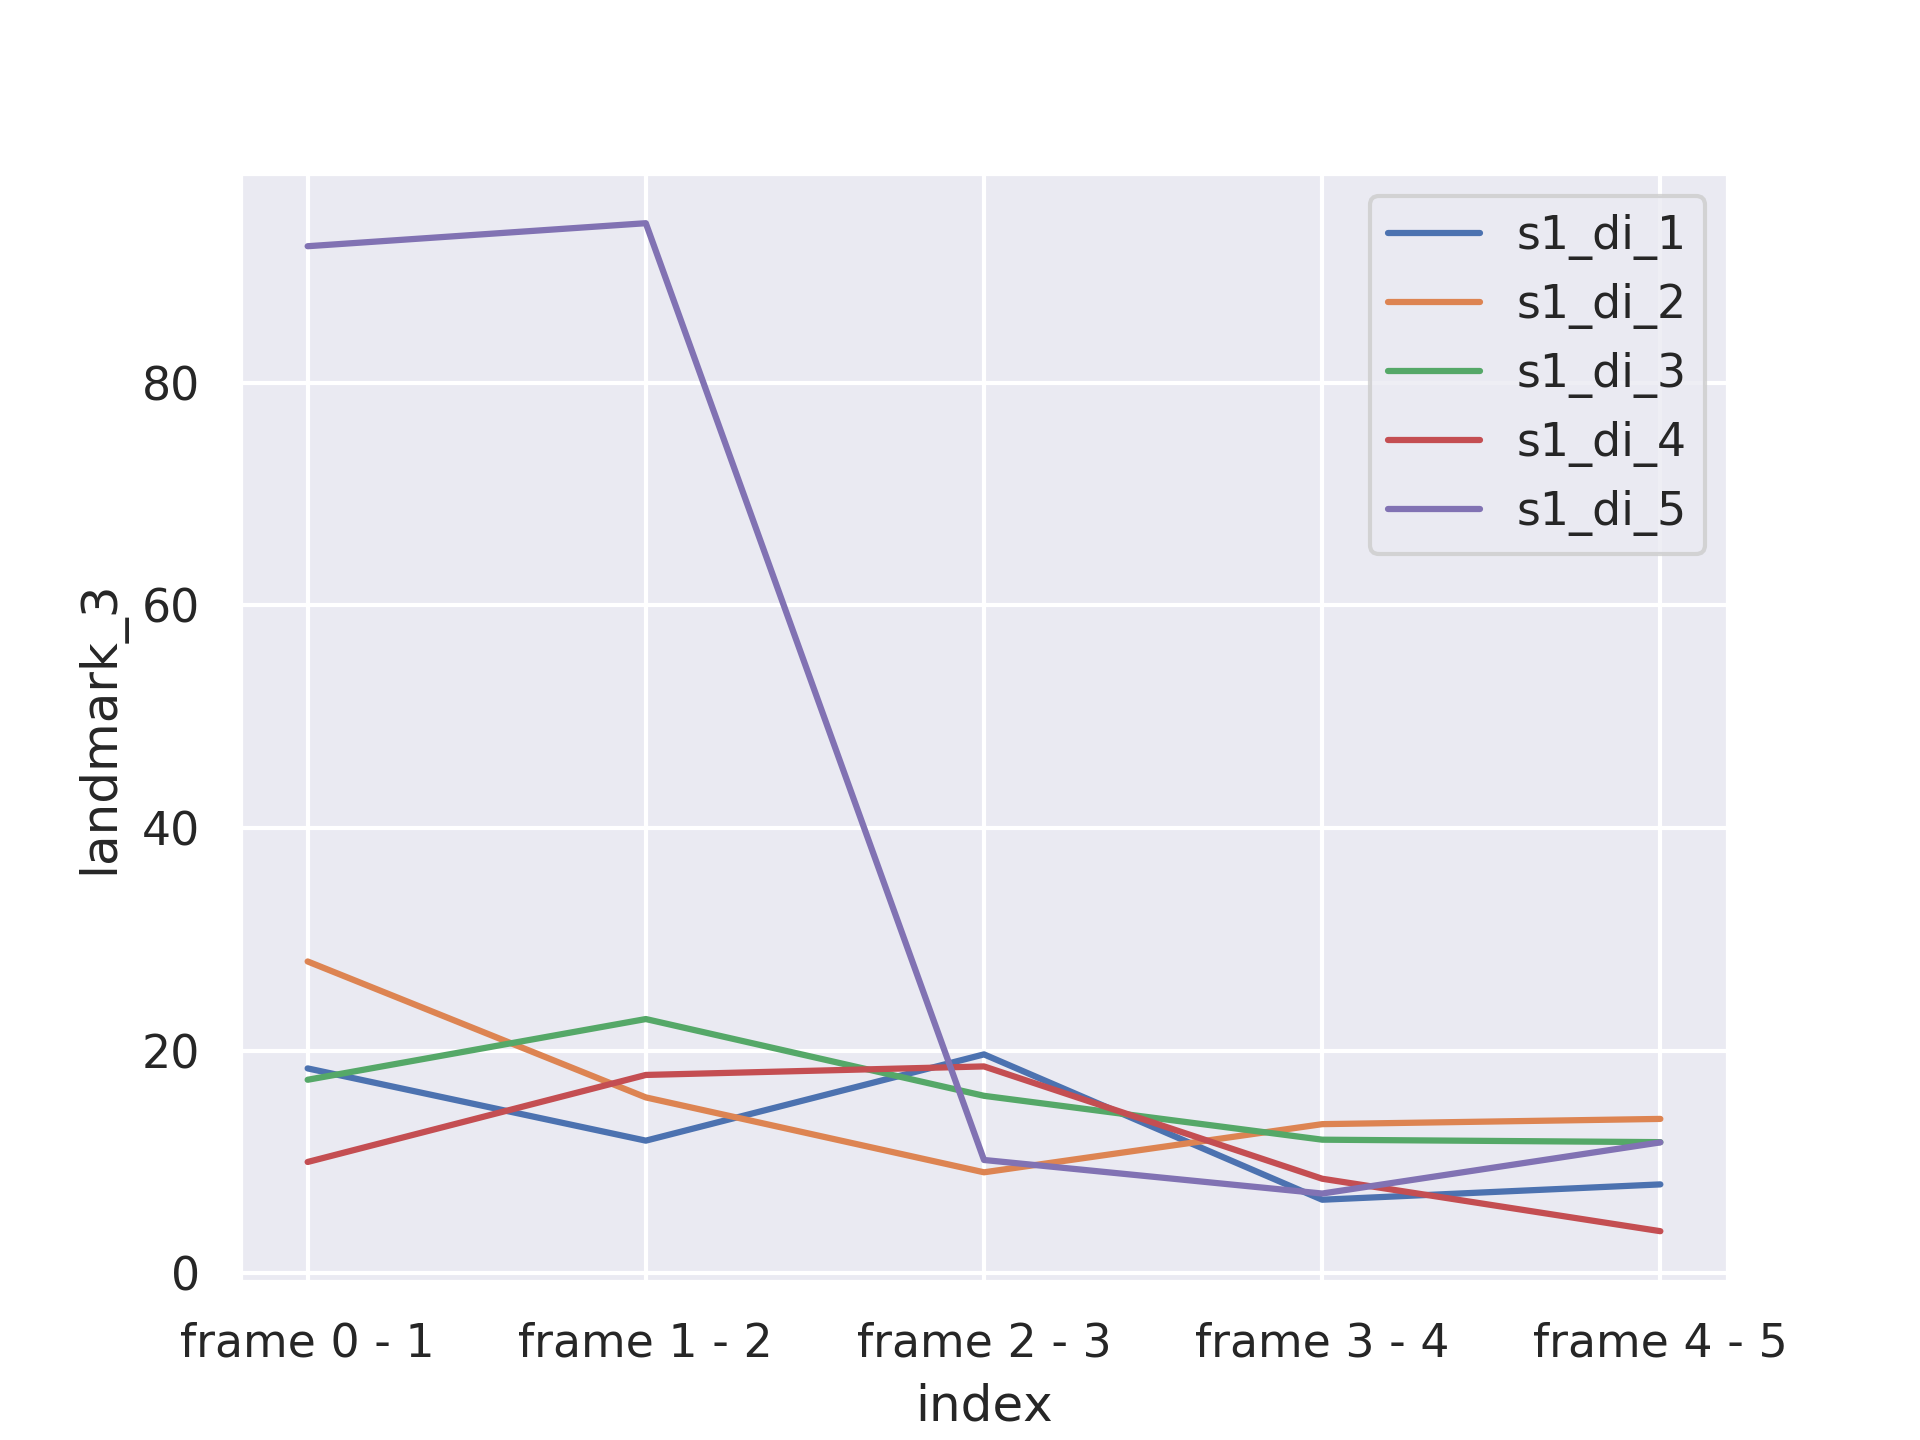 s1_di_1
s1_di_2
s1_di_3
s1_di_4
s1_di_5
landmark_3
80
60
40
20
0
frame 0 - 1
frame 1 - 2
frame 2 - 3
frame 3 - 4
frame 4 - 5
index